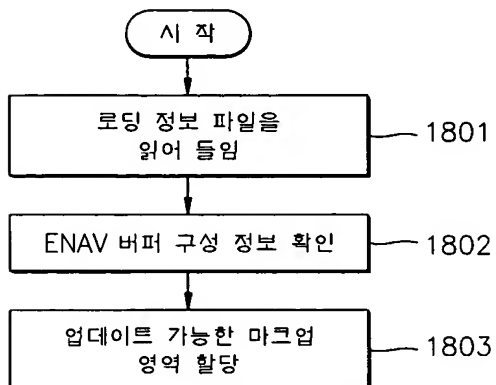 시 작
로딩 정보 파일을
읽어 들임
1801
ENAV 버퍼 구성 정보 확인
1802
업데이트 가능한 마크업
영역 할당
1803